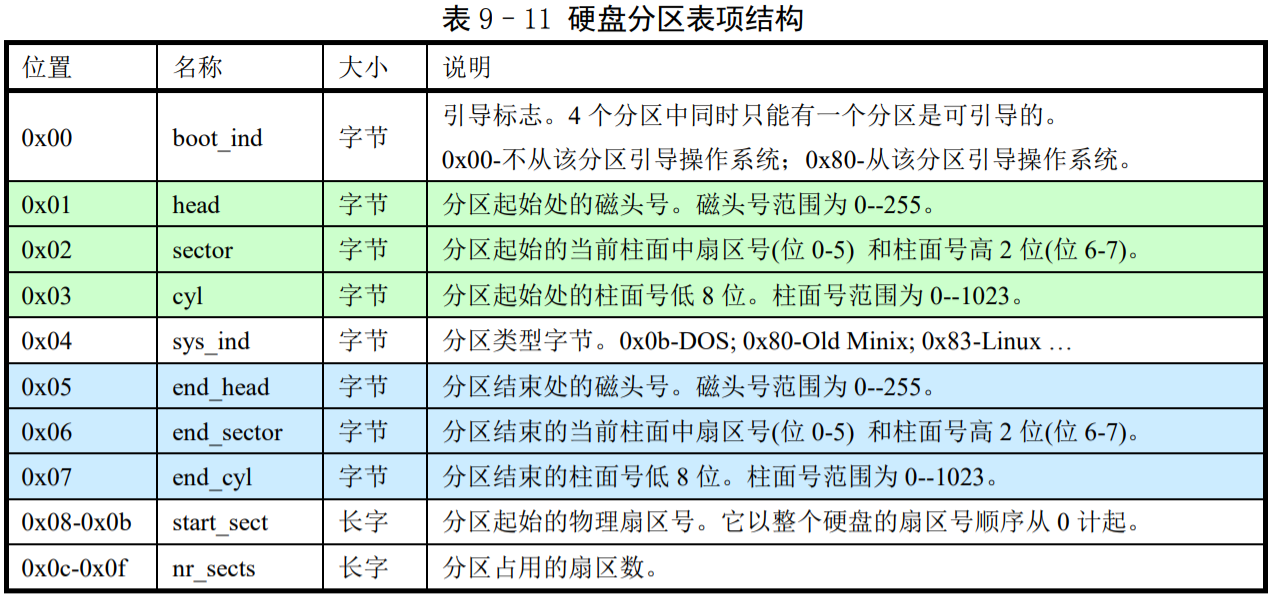 表 9-11 硬盘分区表项结构
位置 名称 大小 说明
0x00 boot_ind 字节 引导标志。4 个分区中同时只能有一个分区是可引导的。
0x00-不从该分区引导操作系统；0x80-从该分区引导操作系统。
0x01 head 字节 分区起始处的磁头号。磁头号范围为 0--255。
0x02 sector 字节 分区起始的当前柱面中扇区号(位 0-5) 和柱面号高 2 位(位 6-7)。
0x03 cyl 字节 分区起始处的柱面号低 8 位。柱面号范围为 0--1023。
0x04 sys_ind 字节 分区类型字节。0x0b-DOS; 0x80-Old Minix; 0x83-Linux …
0x05 end_head 字节 分区结束处的磁头号。磁头号范围为 0--255。
0x06 end_sector 字节 分区结束的当前柱面中扇区号(位 0-5) 和柱面号高 2 位(位 6-7)。
0x07 end_cyl 字节 分区结束的柱面号低 8 位。柱面号范围为 0--1023。
0x08-0x0b start_sect 长字 分区起始的物理扇区号。它以整个硬盘的扇区号顺序从 0 计起。
0x0c-0x0f nr_sects 长字 分区占用的扇区数。